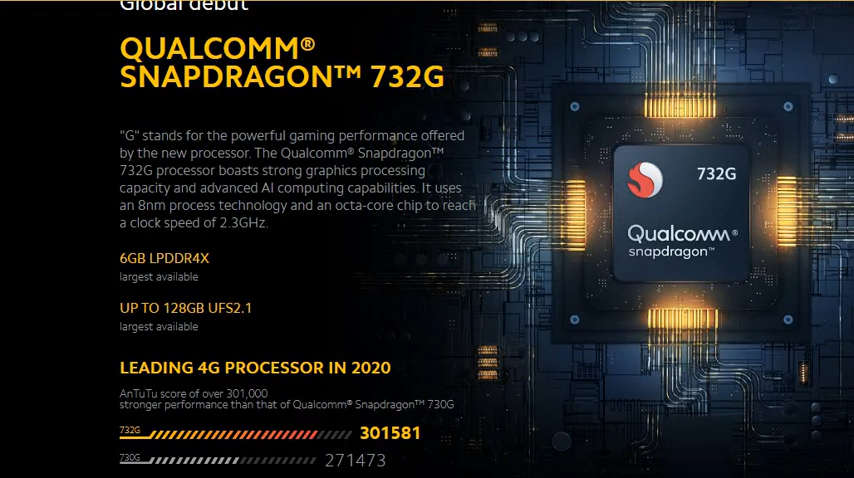 Global debut
QUALCOMM®
SNAPDRAGON™ 732G
"G" stands for the powerful gaming performance offered
by the new processor. The Qualcomm® Snapdragon™
732G processor boasts strong graphics processing
capacity and advanced AI computing capabilities. It uses
an 8nm process technology and an octa-core chip to reach
a clock speed of 2.3GHz.
6GB LPDDR4X
largest available
UP TO 128GB UFS2.1
largest available
LEADING 4G PROCESSOR IN 2020
AnTuTu score of over 301,000
stronger performance than that of Qualcomm® Snapdragon™ 730G
732G 301581
730G 271473
732G
Qualcomm®
snapdragon™